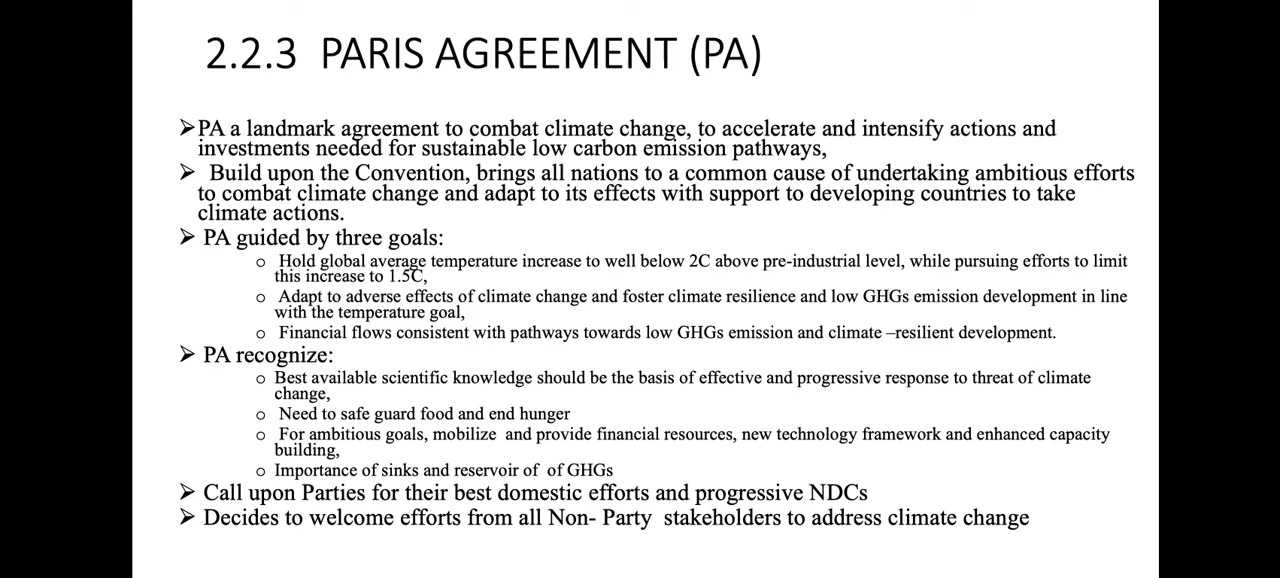 2.2.3 PARIS AGREEMENT (PA)
➢PA a landmark agreement to combat climate change, to accelerate and intensify actions and
investments needed for sustainable low carbon emission pathways,
➢ Build upon the Convention, brings all nations to a common cause of undertaking ambitious efforts
to combat climate change and adapt to its effects with support to developing countries to take
climate actions.
➢ PA guided by three goals:
o Hold global average temperature increase to well below 2C above pre-industrial level, while pursuing efforts to limit
this increase to 1.5C,
o Adapt to adverse effects of climate change and foster climate resilience and low GHGs emission development in line
with the temperature goal,
o Financial flows consistent with pathways towards low GHGs emission and climate –resilient development.
➢ PA recognize:
o Best available scientific knowledge should be the basis of effective and progressive response to threat of climate
change,
o Need to safe guard food and end hunger
o For ambitious goals, mobilize and provide financial resources, new technology framework and enhanced capacity
building,
o Importance of sinks and reservoir of of GHGs
➢ Call upon Parties for their best domestic efforts and progressive NDCs
➢ Decides to welcome efforts from all Non- Party stakeholders to address climate change